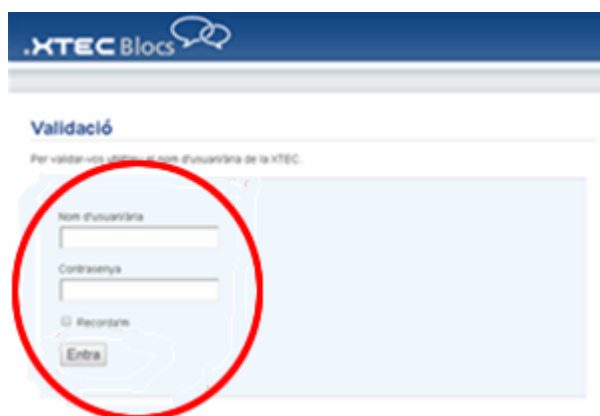 .XTEC Blocs
Validació
Per validar-vos utilitzeu el nom d'usuari/ària de la XTEC.
Nom d'usuari/ària
Contrasenya
Recorda'm
Entra